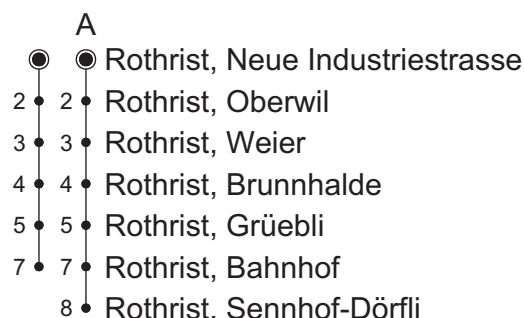 A
Rothrist, Neue Industriestrasse
2 2 Rothrist, Oberwil
3 3 Rothrist, Weier
4 4 Rothrist, Brunnhalde
5 5 Rothrist, Grüebli
7 7 Rothrist, Bahnhof
8 Rothrist, Sennhof-Dörfli